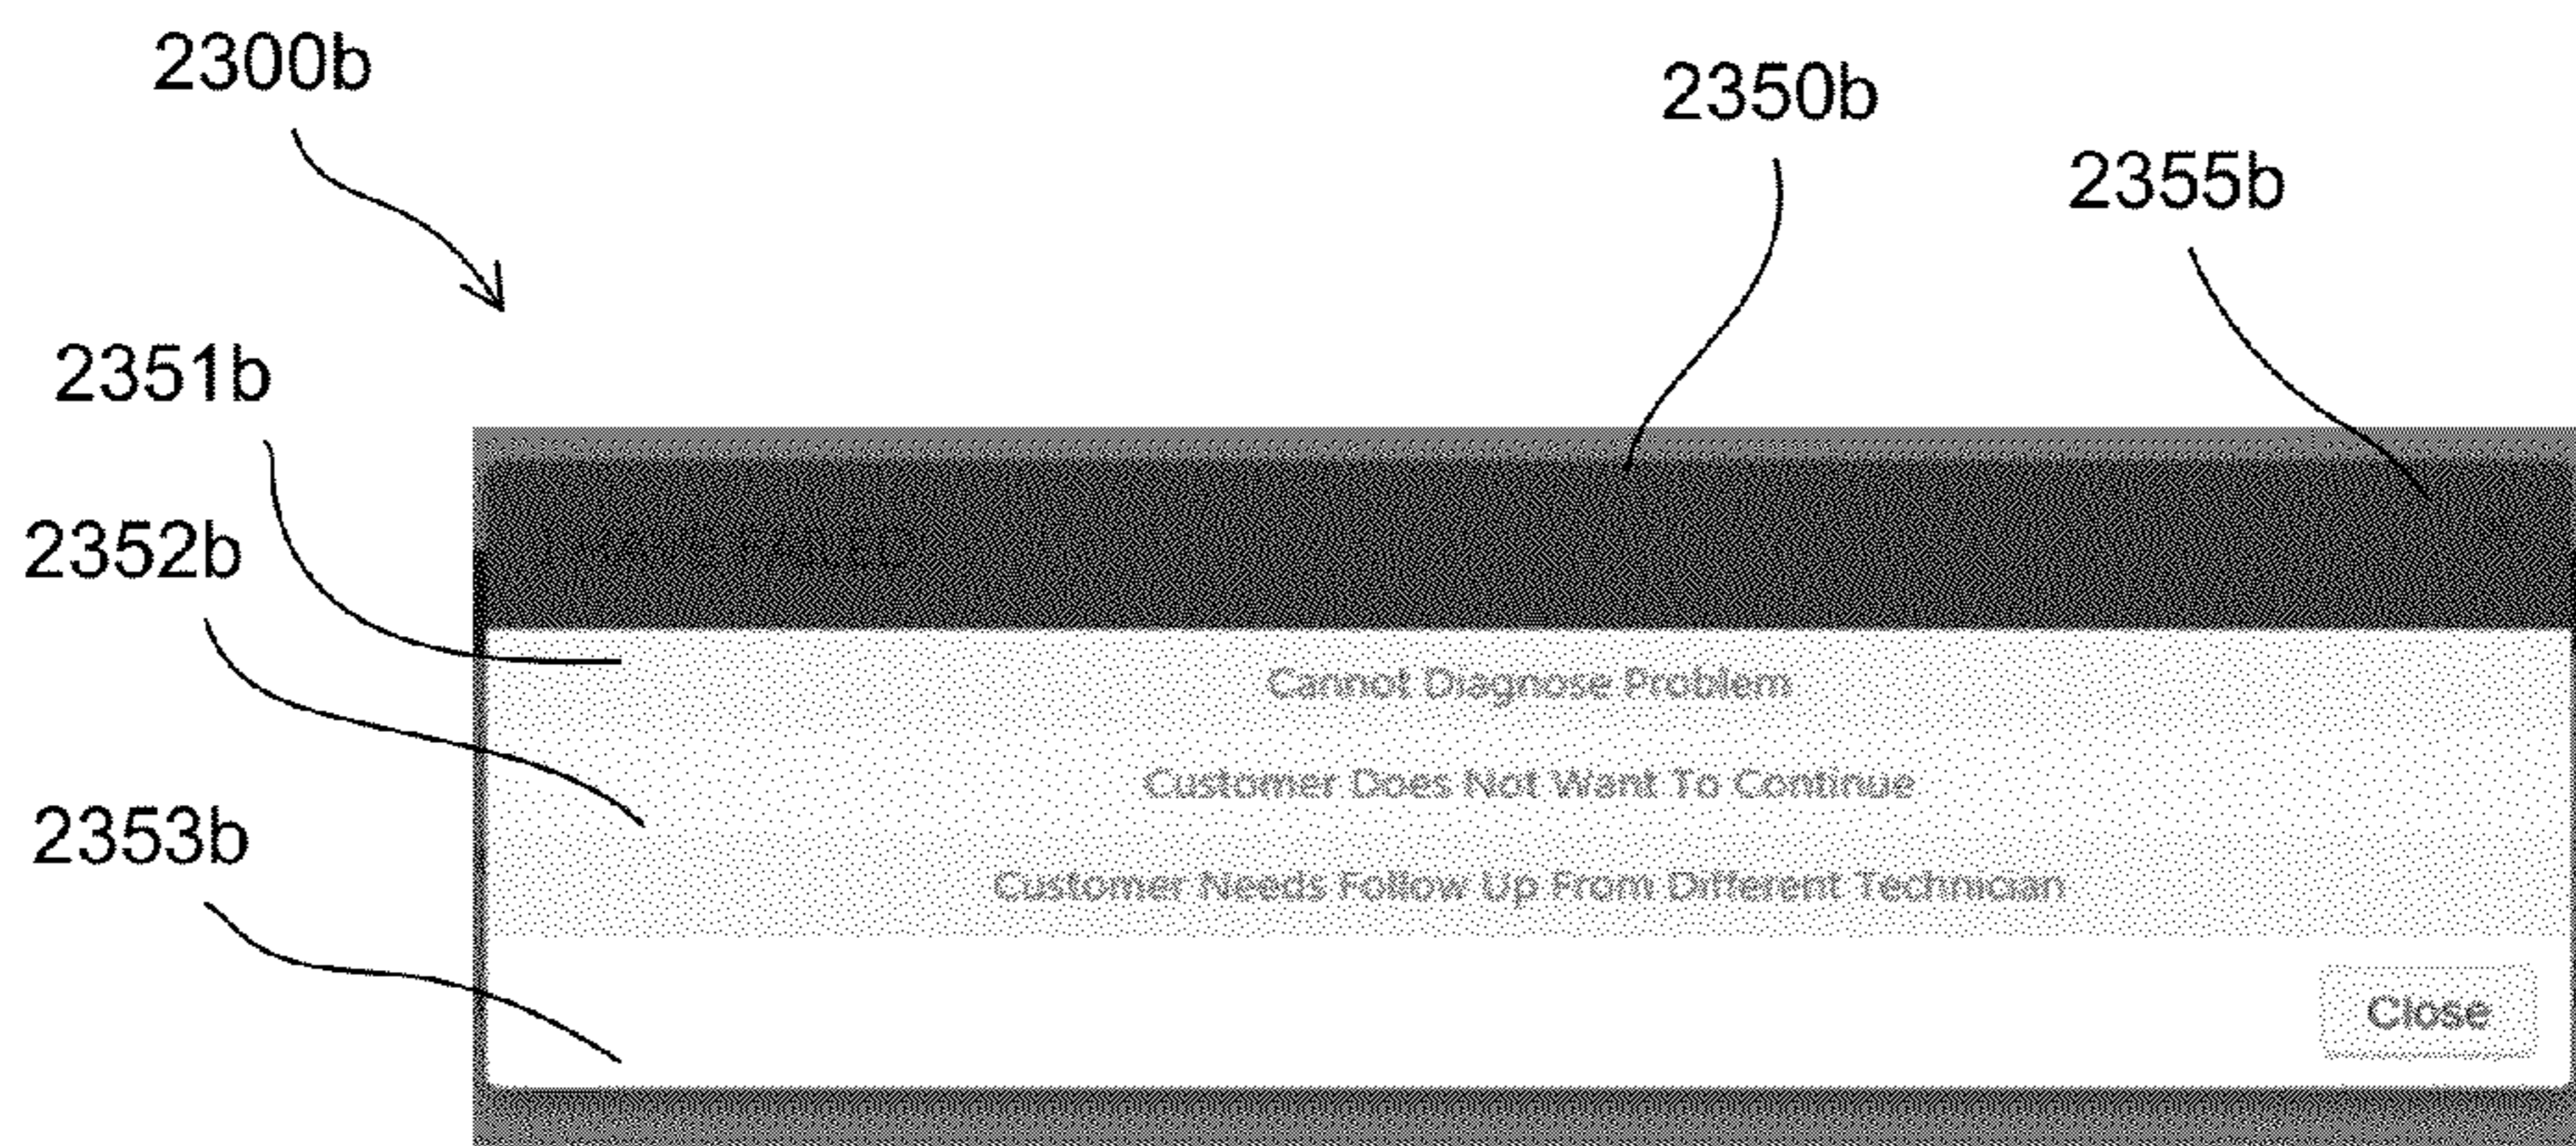 2300b
2350b
2355b
2351b
2352b
2353b
Cannot Diagnose Problem
Customer Does Not Want To Continue
Customer Needs Follow Up From Different Technician
Close